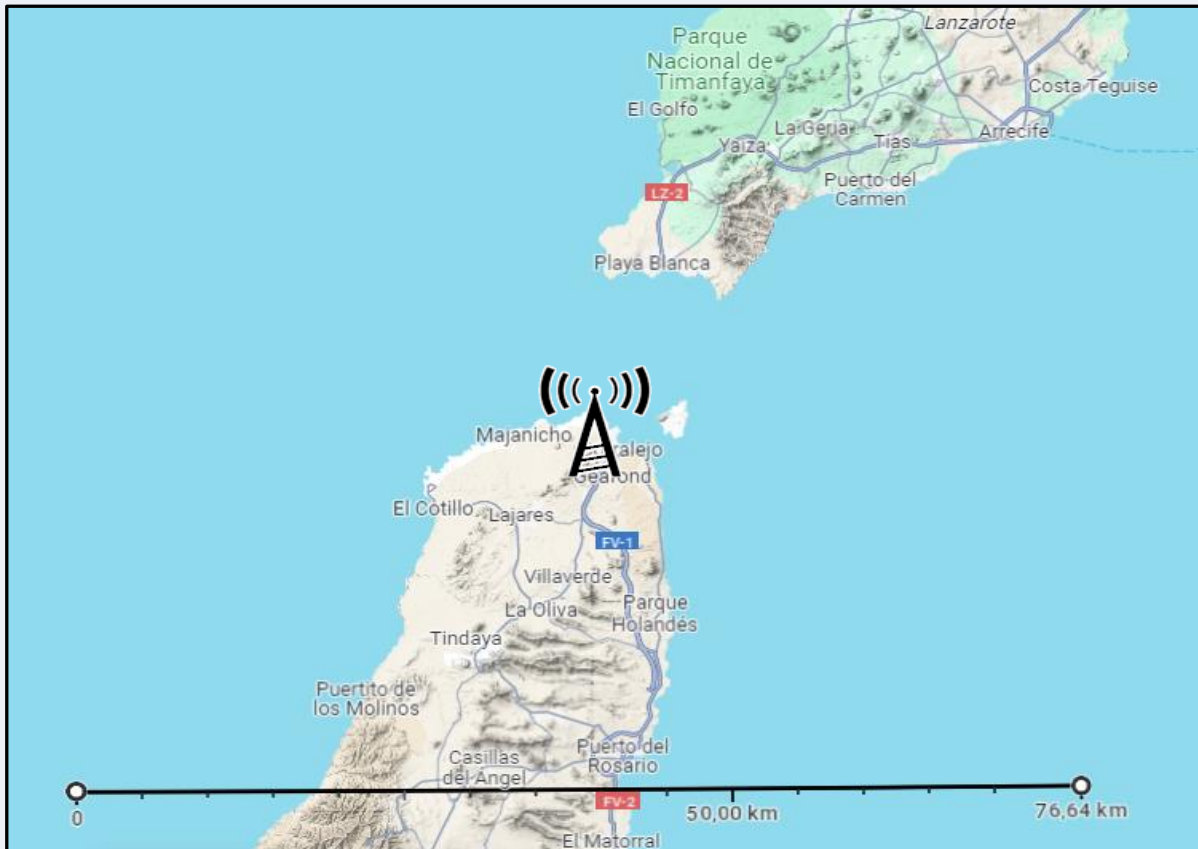 Lanzarote
Parque
Nacional de
Timanfaya
Costa Teguise
El Golfo
La Geria
Arrecife
Yaiza
Tías
Puerto del
Carmen
LZ-2
Playa Blanca
Majanicho
ralejo
Geafond
El Cotillo
Lajares
FV-1
Villaverde
La Oliva
Parque
Holandés
Tindaya
Puertito de
los Molinos
Puerto del
Rosario
Casillas
del Angel
0
FV-2
50,00 km
76,64 km
El Matorral